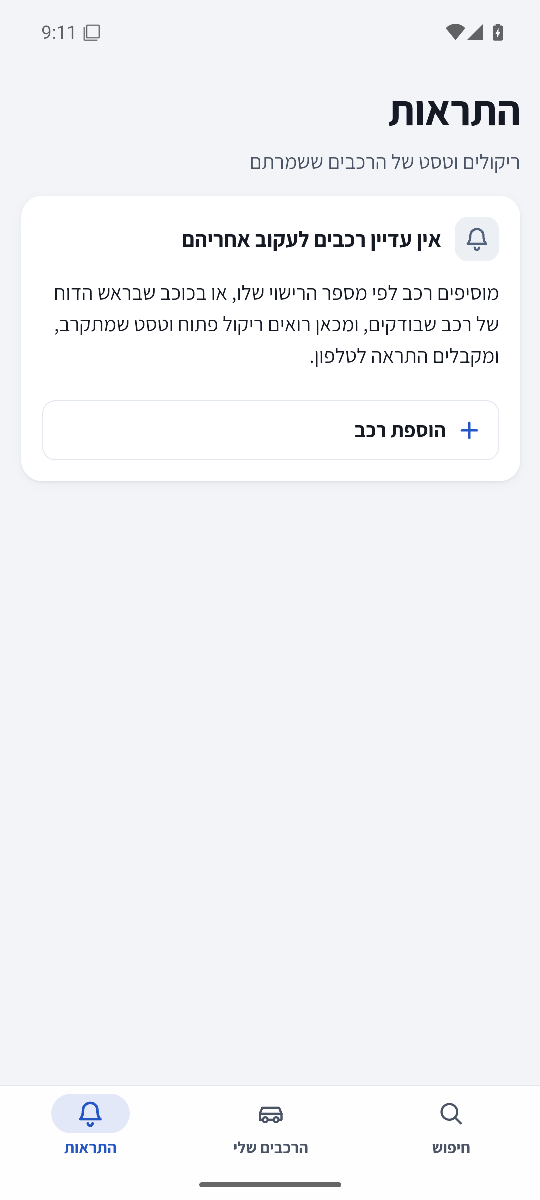 9:11
התראות
ריקולים וטסט של הרכבים ששמרתם
אין עדיין רכבים לעקוב אחריהם
מוסיפים רכב לפי מספר הרישוי שלו, או בכוכב שבראש הדוח
של רכב שבודקים, ומכאן רואים ריקול פתוח וטסט שמתקרב,
ומקבלים התראה לטלפון.
הוספת רכב
חיפוש
הרכבים שלי
התראות